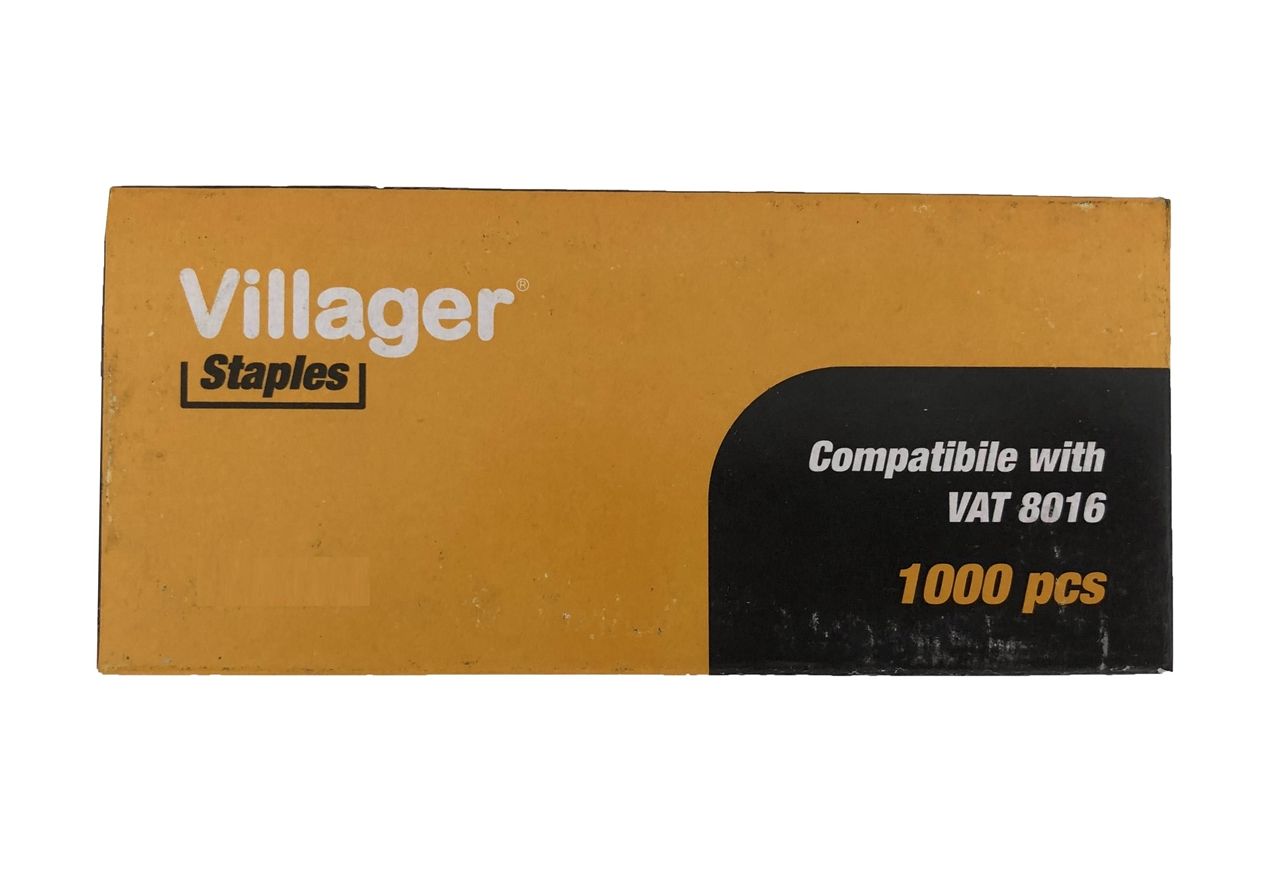 Villager®
Staples
Compatibile with
VAT 8016
1000 pcs